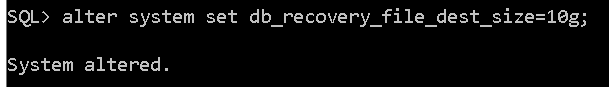 SQL> alter system set db_recovery_file_dest_size=10g;
System altered.